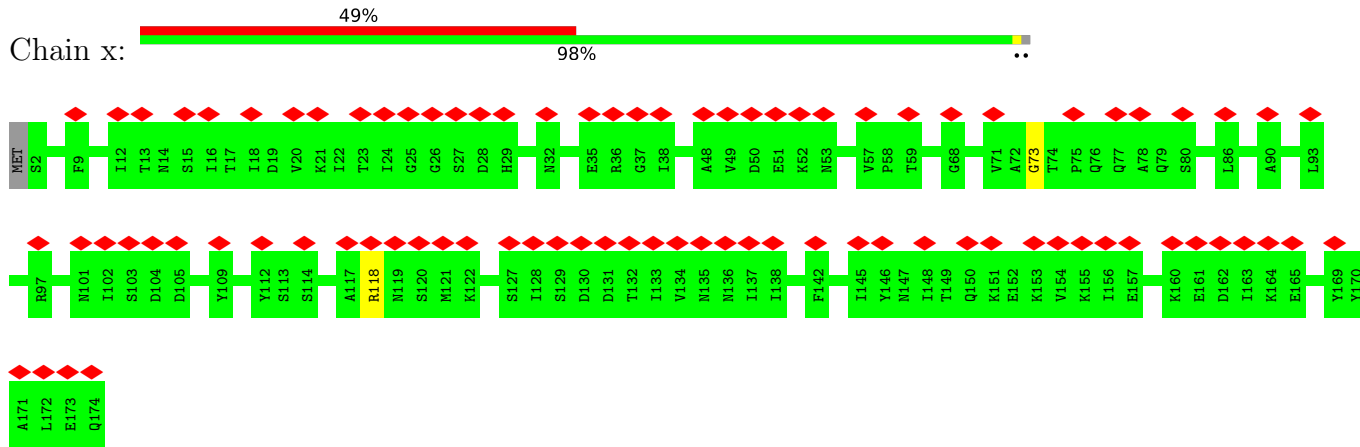 49%
Chain x:
98%
••
MET S2 F9 I12 T13 N14 S15 I16 T17 I18 D19 V20 K21 I22 T23 I24 G25 G26 S27 D28 H29 N32 E35 R36 G37 I38 A48 V49 D50 E51 K52 N53 V57 P58 T59 G68 V71 A72 G73 T74 P75 Q76 Q77 A78 Q79 S80 L86 A90 L93
R97 N101 I102 S103 D104 D105 Y109 Y112 S113 S114 A117 R118 N119 S120 M121 K122 S127 I128 S129 D130 D131 T132 I133 V134 N135 N136 I137 I138 F142 I145 Y146 N147 I148 T149 Q150 K151 E152 K153 V154 K155 I156 E157 K160 E161 D162 I163 K164 E165 Y169 Y170
A171 L172 E173 Q174